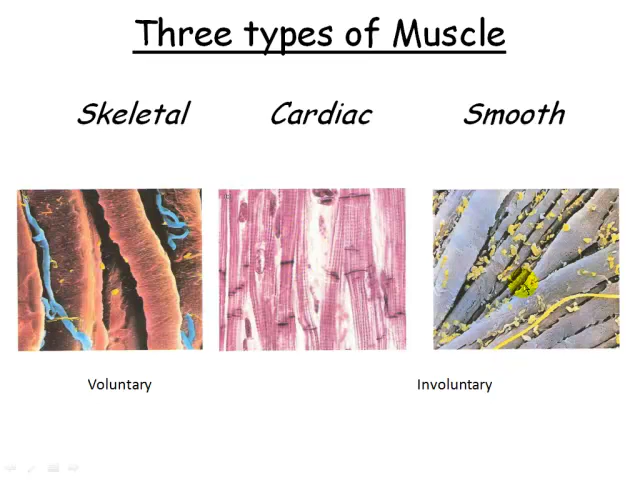 Three types of Muscle
Skeletal Cardiac Smooth
Voluntary Involuntary